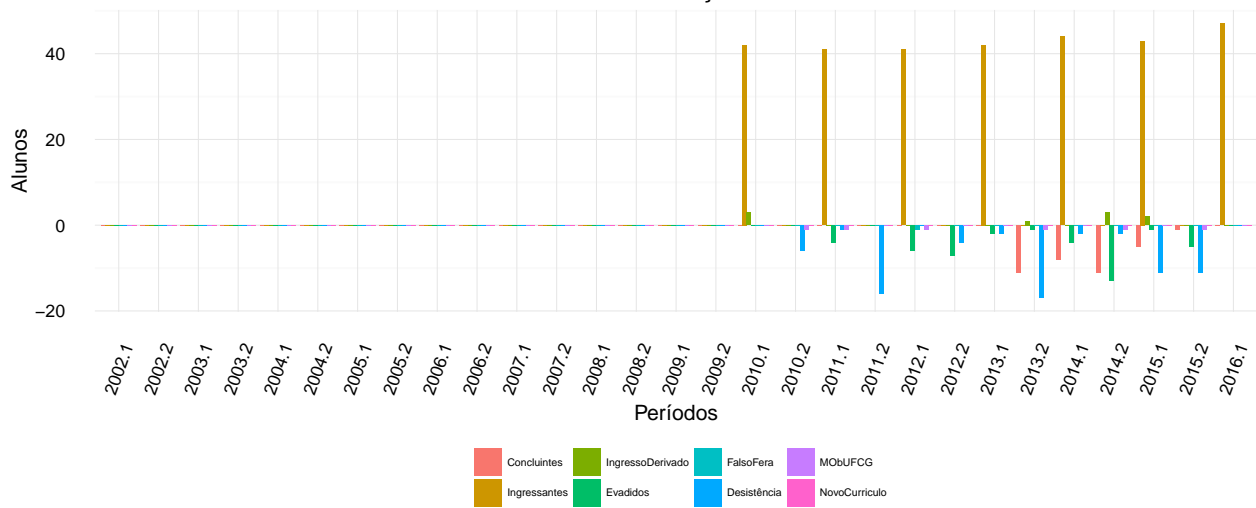 40
20
0
−20
Alunos
2002.1 2002.2 2003.1 2003.2 2004.1 2004.2 2005.1 2005.2 2006.1 2006.2 2007.1 2007.2 2008.1 2008.2 2009.1 2009.2 2010.1 2010.2 2011.1 2011.2 2012.1 2012.2 2013.1 2013.2 2014.1 2014.2 2015.1 2015.2 2016.1
Períodos
Concluintes IngressoDerivado FalsoFera MObUFCG
Ingressantes Evadidos Desistência NovoCurriculo